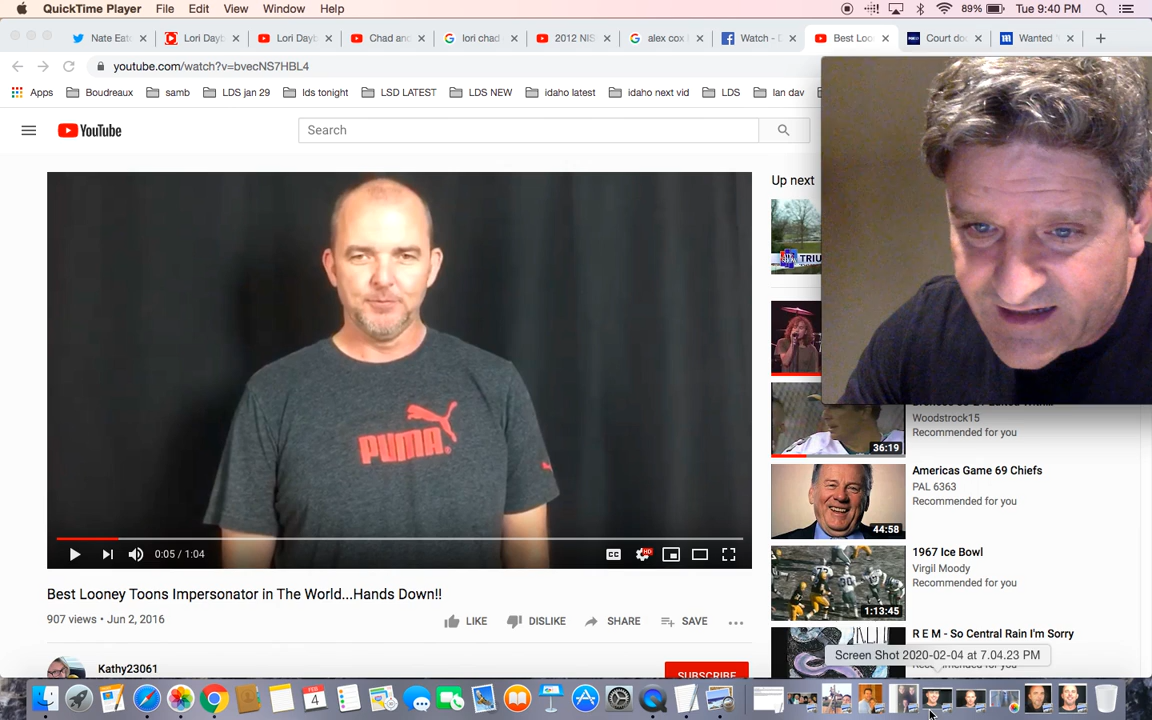 QuickTime Player File Edit View Window Help 89% Tue 9:40 PM
Nate Eat Lori Dayb Lori Dayb Chad and lori chad 2012 NIS alex cox Watch - D Best Loo Court do Wanted
youtube.com/watch?v=bvecNS7HBL4
Apps Boudreaux samb LDS jan 29 lds tonight LSD LATEST LDS NEW idaho latest idaho next vid LDS Ian dav
YouTube
Search
Up next
PUMA
0:05 / 1:04
CC
HD
Best Looney Toons Impersonator in The World...Hands Down!!
907 views • Jun 2, 2016
LIKE DISLIKE SHARE SAVE
Kathy23061
SUBSCRIBE
TRIU
Woodstrock15
Recommended for you
36:19
Americas Game 69 Chiefs
PAL 6363
Recommended for you
44:58
1967 Ice Bowl
Virgil Moody
Recommended for you
1:13:45
R E M - So Central Rain I'm Sorry
Screen Shot 2020-02-04 at 7.04.23 PM
FEB
4